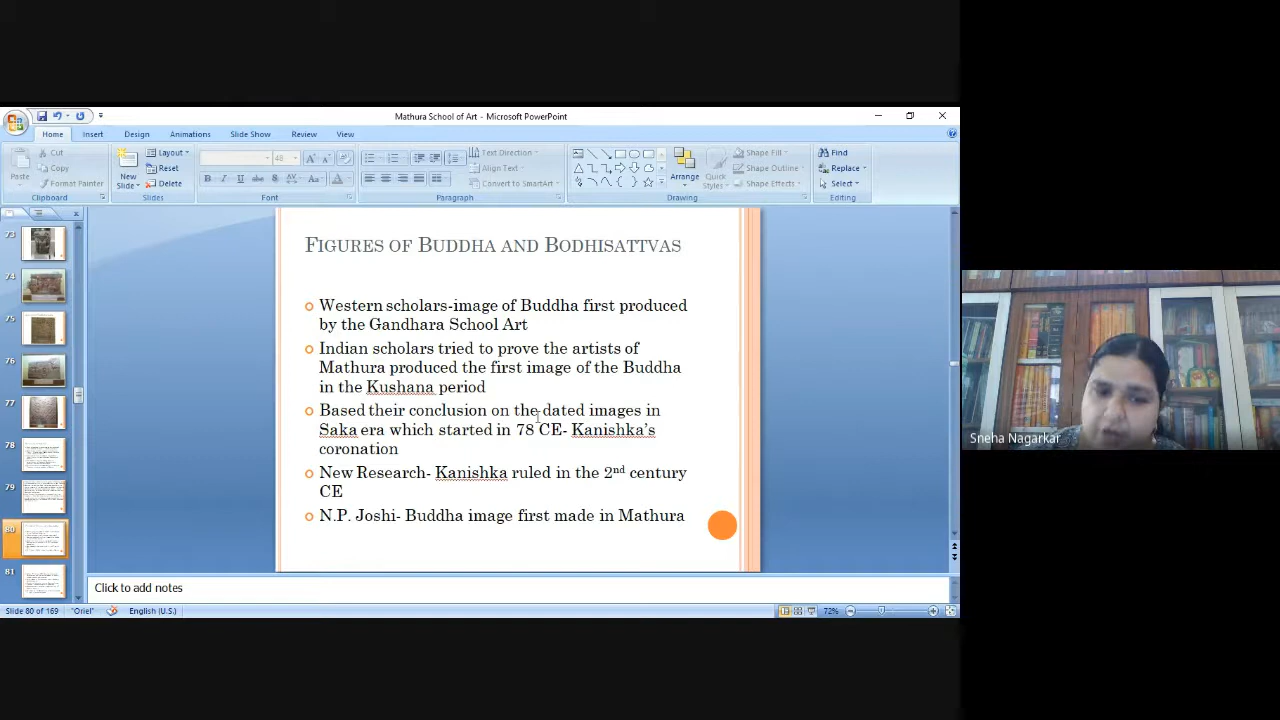 Mathura School of Art - Microsoft PowerPoint
Home Insert Design Animations Slide Show Review View
Paste
Cut
Copy
Format Painter
Clipboard
New Slide
Layout
Reset
Delete
Slides
48
B I U abc S AV Aa A
Font
Paragraph
Text Direction
Align Text
Convert to SmartArt
Arrange
Quick Styles
Shape Fill
Shape Outline
Shape Effects
Drawing
Find
Replace
Select
Editing
73
74
75
76
77
78
79
80
81
FIGURES OF BUDDHA AND BODHISATTVAS
Western scholars-image of Buddha first produced
by the Gandhara School Art
Indian scholars tried to prove the artists of
Mathura produced the first image of the Buddha
in the Kushana period
Based their conclusion on the dated images in
Saka era which started in 78 CE- Kanishka's
coronation
New Research- Kanishka ruled in the 2nd century
CE
N.P. Joshi- Buddha image first made in Mathura
Click to add notes
Slide 80 of 169 "Oriel" English (U.S.) 72%
Sneha Nagarkar